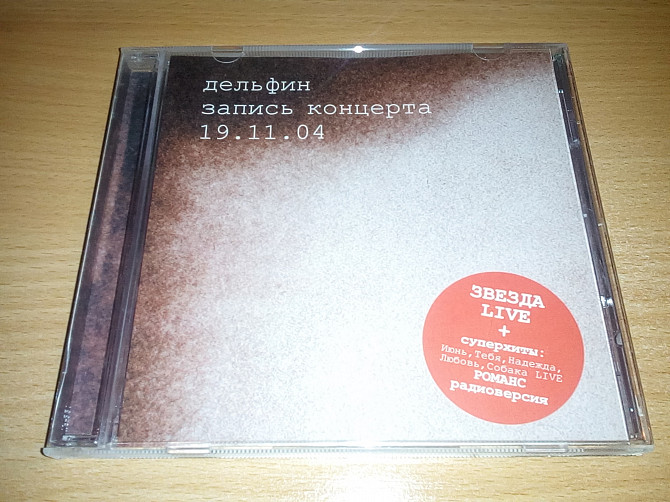 дельфин
запись концерта
19.11.04
ЗВЕЗДА
LIVE
+
суперхиты:
Июнь,Тебя,Надежда,
Любовь,Собака LIVE
РОМАНС
радиоверсия